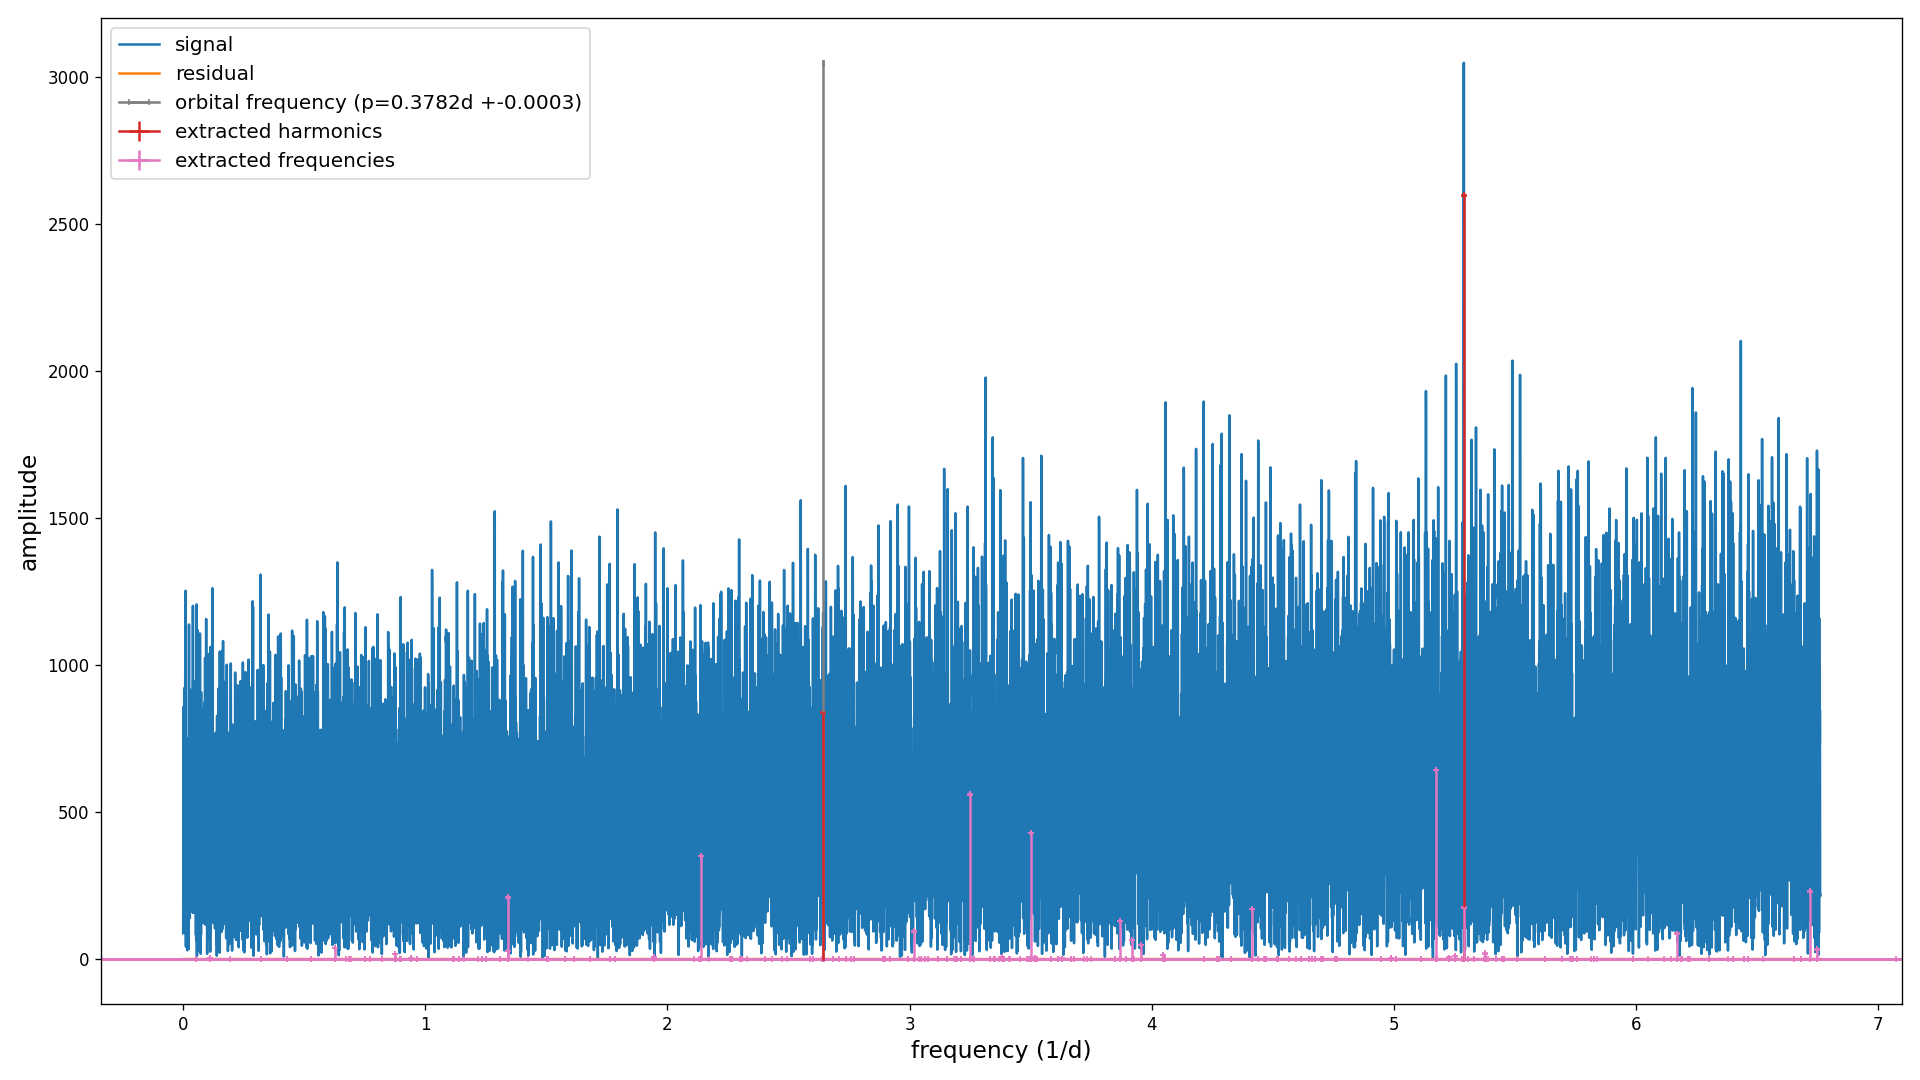 signal
residual
orbital frequency (p=0.3782d +-0.0003)
extracted harmonics
extracted frequencies
3000
2500
2000
1500
1000
500
0
amplitude
0 1 2 3 4 5 6 7
frequency (1/d)